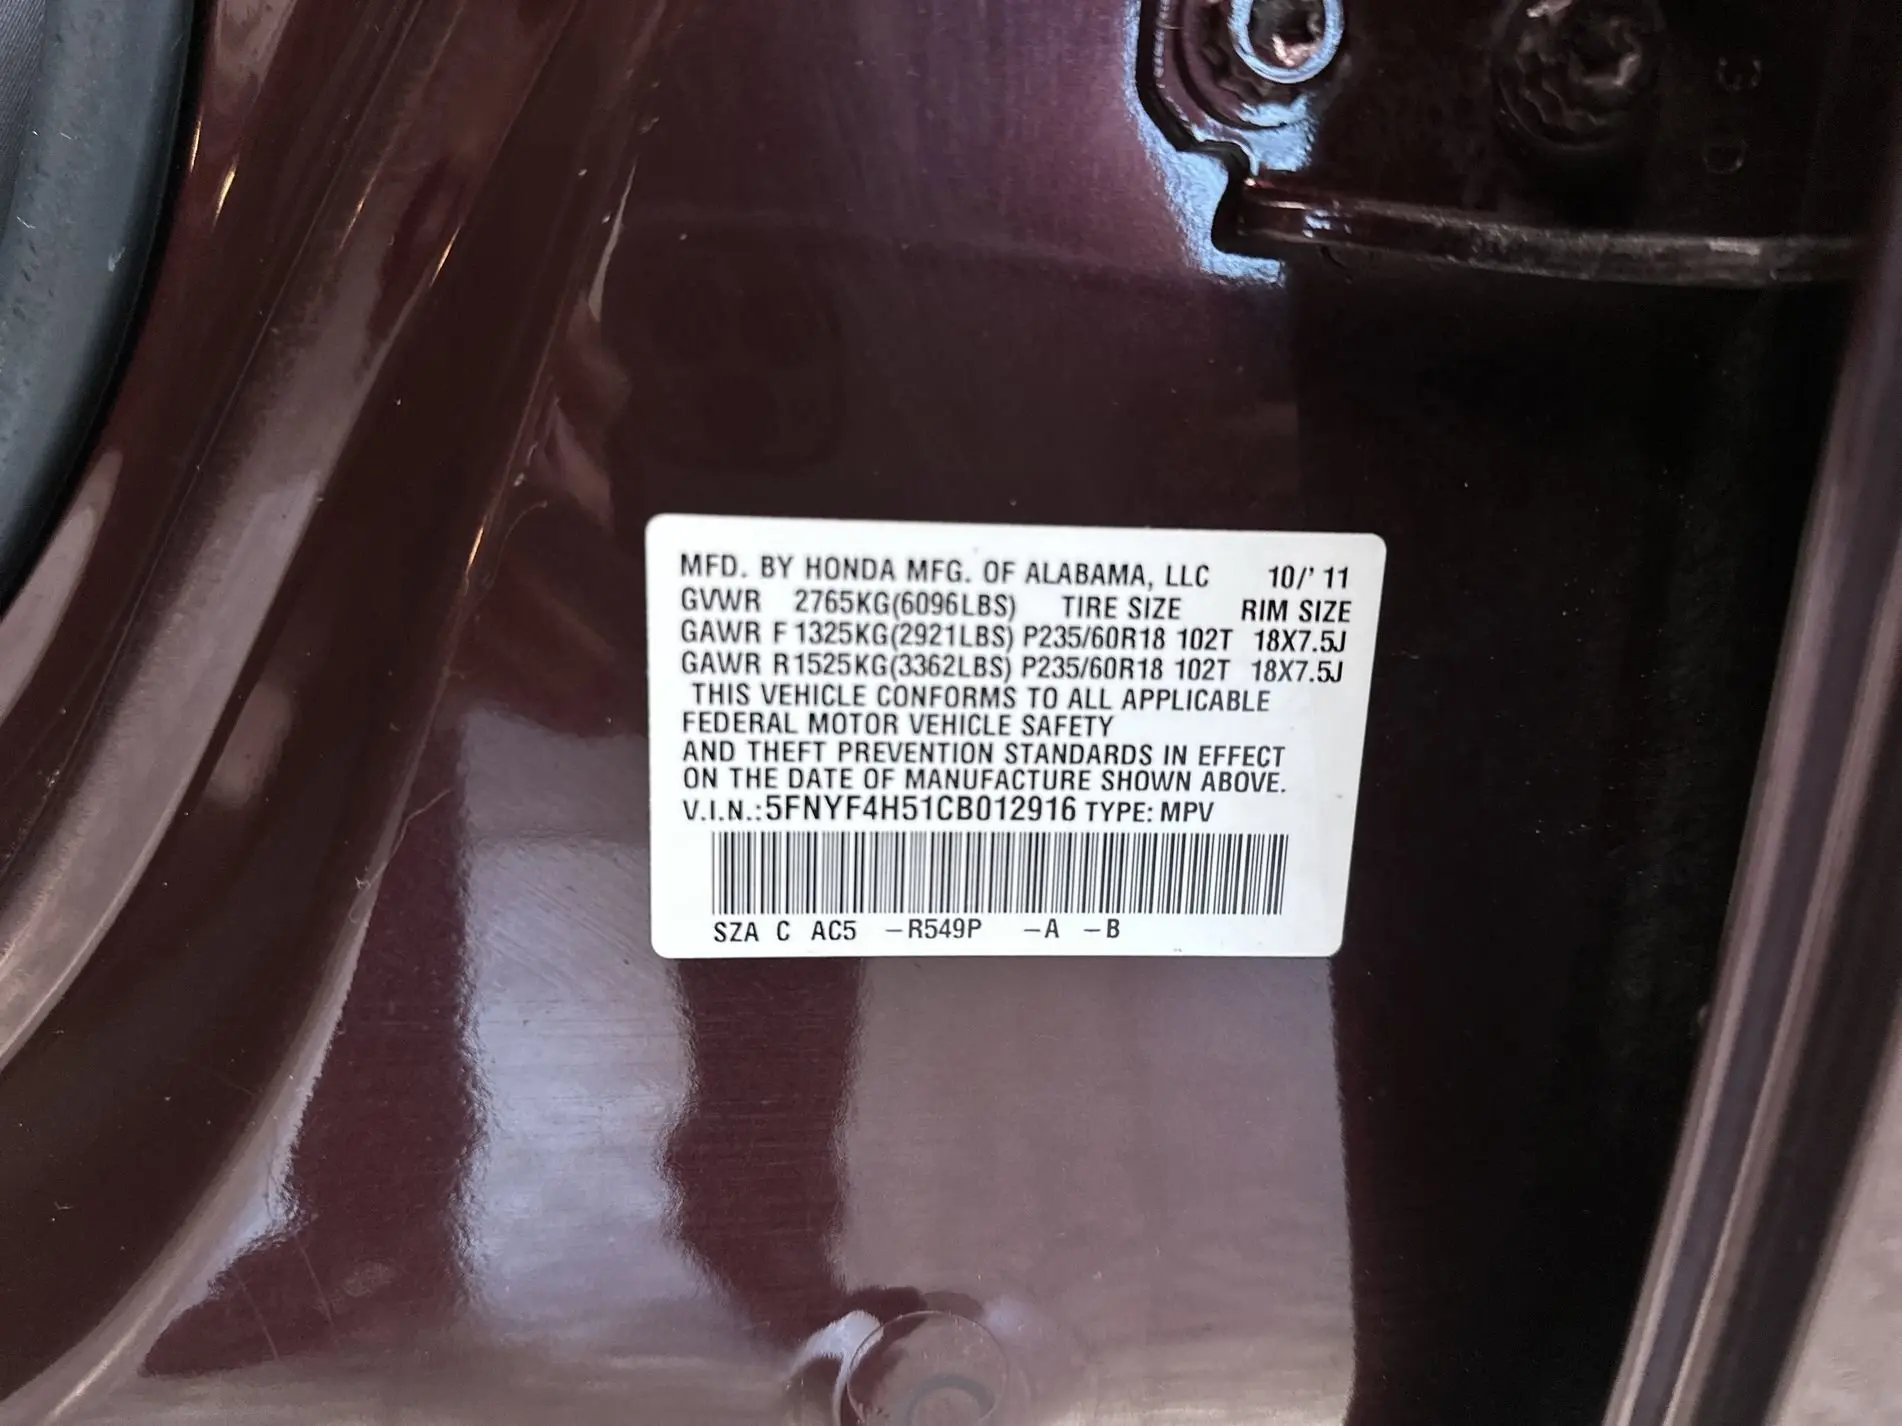 MFD. BY HONDA MFG. OF ALABAMA, LLC 10/' 11
GVWR 2765KG(6096LBS) TIRE SIZE RIM SIZE
GAWR F 1325KG(2921LBS) P235/60R18 102T 18X7.5J
GAWR R1525KG(3362LBS) P235/60R18 102T 18X7.5J
THIS VEHICLE CONFORMS TO ALL APPLICABLE
FEDERAL MOTOR VEHICLE SAFETY
AND THEFT PREVENTION STANDARDS IN EFFECT
ON THE DATE OF MANUFACTURE SHOWN ABOVE.
V.I.N.:5FNYF4H51CB012916 TYPE: MPV
SZA C AC5 –R549P –A –B